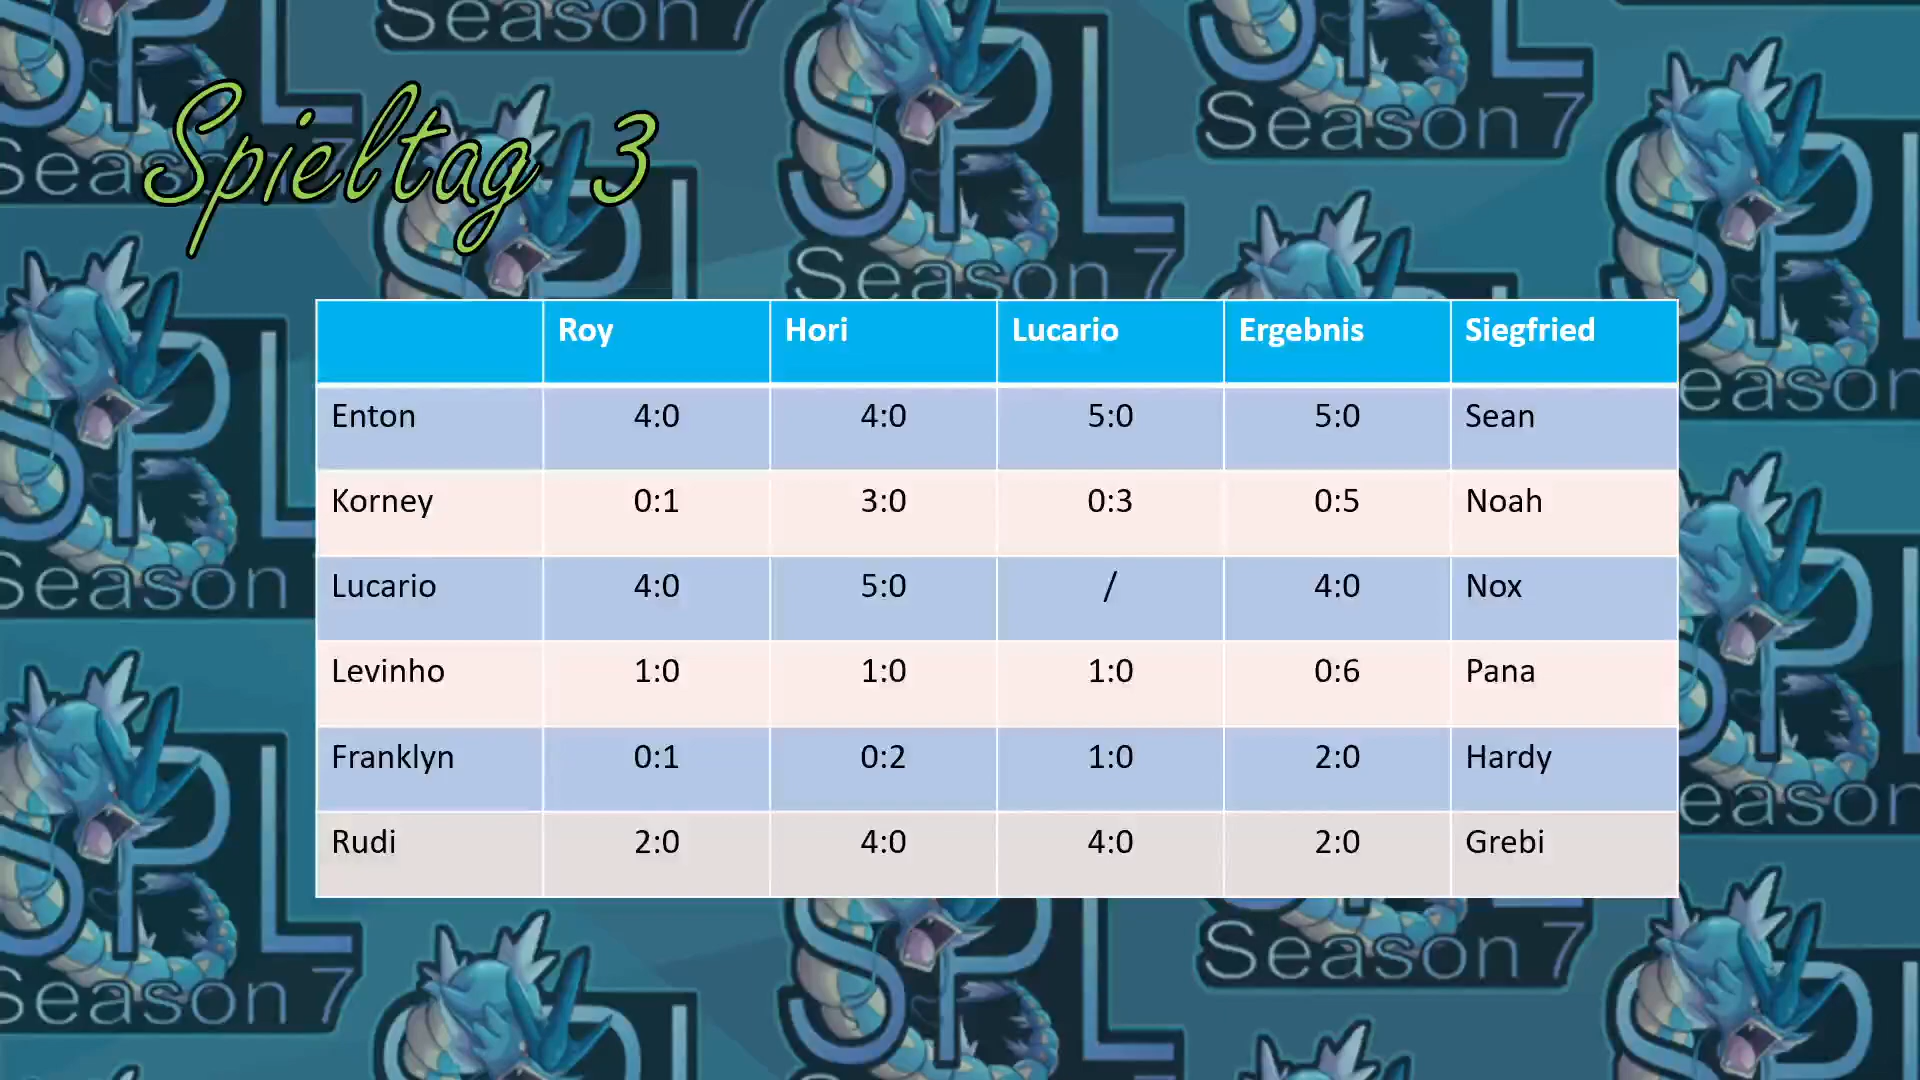 Spieltag 3
Roy Hori Lucario Ergebnis Siegfried
Enton 4:0 4:0 5:0 5:0 Sean
Korney 0:1 3:0 0:3 0:5 Noah
Lucario 4:0 5:0 / 4:0 Nox
Levinho 1:0 1:0 1:0 0:6 Pana
Franklyn 0:1 0:2 1:0 2:0 Hardy
Rudi 2:0 4:0 4:0 2:0 Grebi
SPL
Season 7